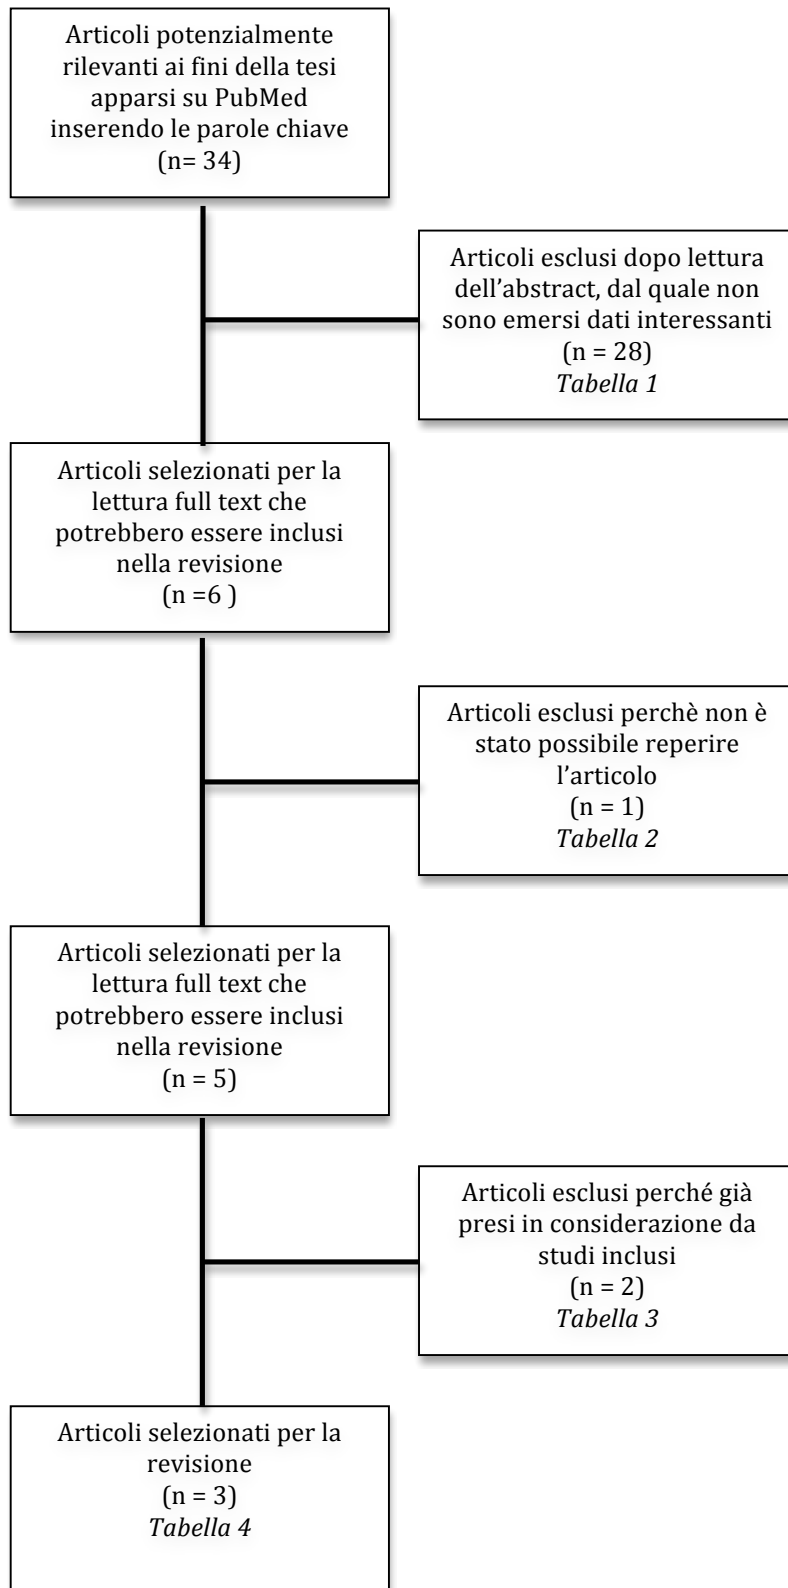 Articoli potenzialmente
rilevanti ai fini della tesi
apparsi su PubMed
inserendo le parole chiave
(n= 34)
Articoli esclusi dopo lettura
dell’abstract, dal quale non
sono emersi dati interessanti
(n = 28)
Tabella 1
Articoli selezionati per la
lettura full text che
potrebbero essere inclusi
nella revisione
(n =6 )
Articoli esclusi perchè non è
stato possibile reperire
l’articolo
(n = 1)
Tabella 2
Articoli selezionati per la
lettura full text che
potrebbero essere inclusi
nella revisione
(n = 5)
Articoli esclusi perché già
presi in considerazione da
studi inclusi
(n = 2)
Tabella 3
Articoli selezionati per la
revisione
(n = 3)
Tabella 4